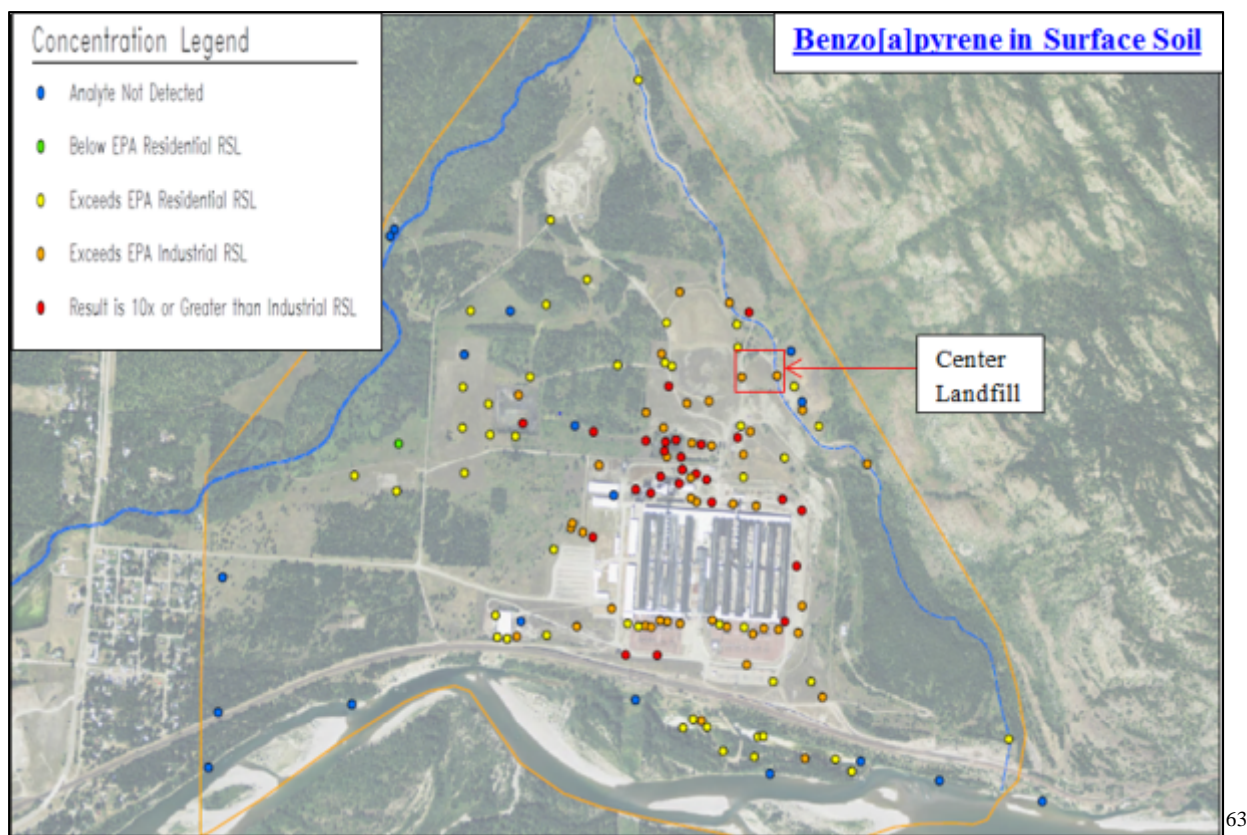 Concentration Legend
Benzo[a]pyrene in Surface Soil
Analyte Not Detected
Below EPA Residential RSL
Exceeds EPA Residential RSL
Exceeds EPA Industrial RSL
Result is 10x or Greater than Industrial RSL
Center
Landfill
63